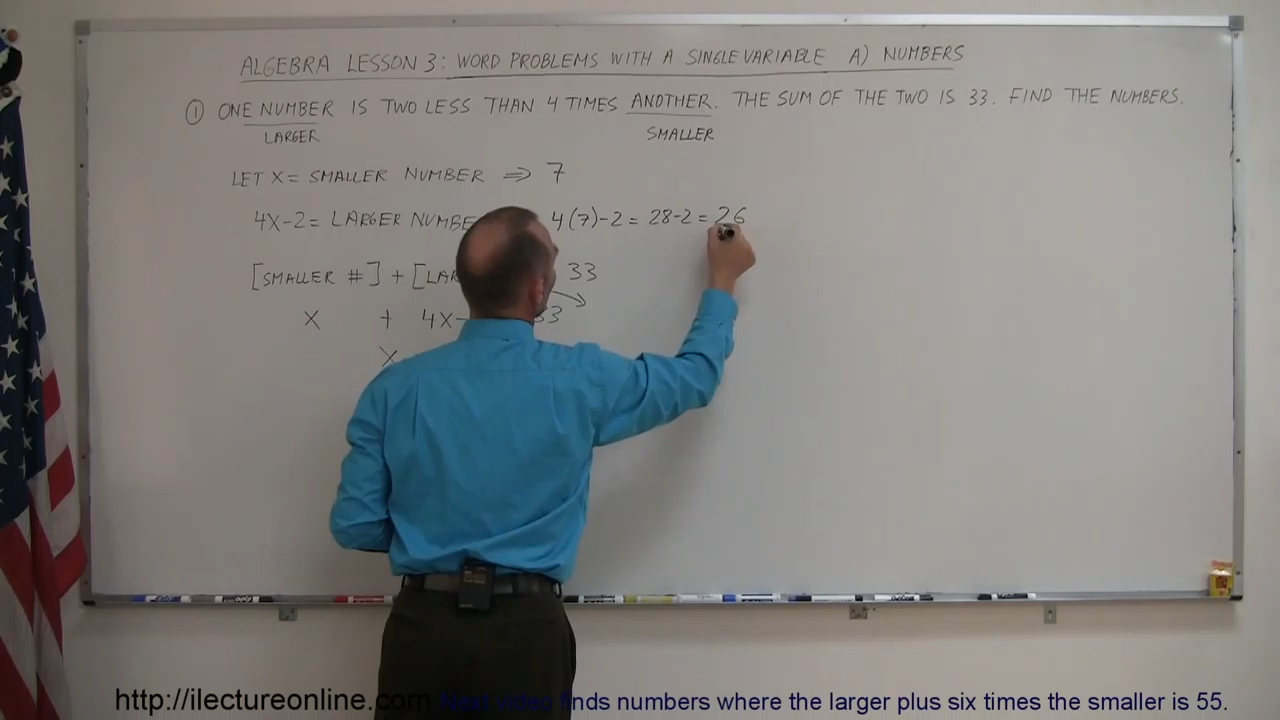 ALGEBRA LESSON 3: WORD PROBLEMS WITH A SINGLE VARIABLE A) NUMBERS
① ONE NUMBER IS TWO LESS THAN 4 TIMES ANOTHER. THE SUM OF THE TWO IS 33. FIND THE NUMBERS.
LARGER SMALLER
LET X = SMALLER NUMBER ⇒ 7
4X-2 = LARGER 4(7)-2 = 28-2 = 26
[SMALLER #] + 33
X + 4X-
X
http://ilectureonline.com Next video finds numbers where the larger plus six times the smaller is 55.